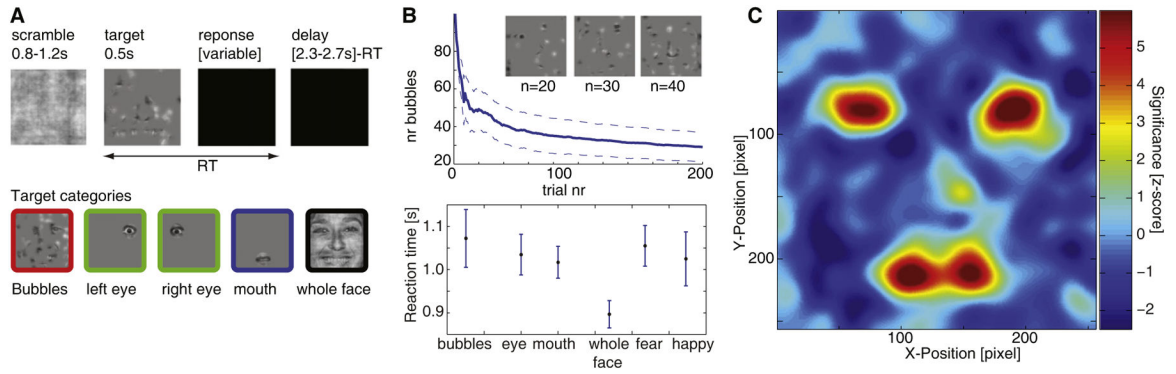 A
scramble target reponse delay
0.8-1.2s 0.5s [variable] [2.3-2.7s]-RT
RT
Target categories
Bubbles left eye right eye mouth whole face
B
nr bubbles
80
60
40
20
n=20 n=30 n=40
100 200
trial nr
Reaction time [s]
1.1
1.0
0.9
bubbles eye mouth whole fear happy
face
C
Y-Position [pixel]
100
200
100 200
X-Position [pixel]
5
4
3
2
1
0
−1
−2
Significance [z-score]